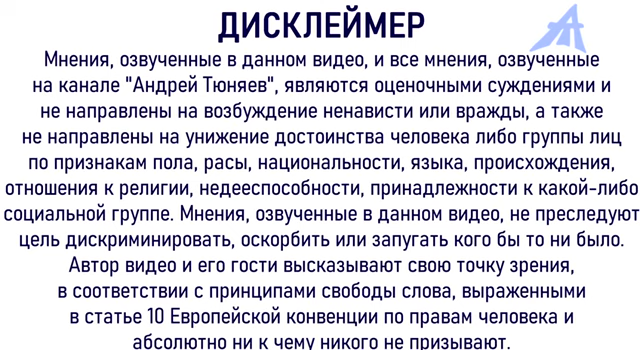 ДИСКЛЕЙМЕР
Мнения, озвученные в данном видео, и все мнения, озвученные
на канале "Андрей Тюняев", являются оценочными суждениями и
не направлены на возбуждение ненависти или вражды, а также
не направлены на унижение достоинства человека либо группы лиц
по признакам пола, расы, национальности, языка, происхождения,
отношения к религии, недееспособности, принадлежности к какой-либо
социальной группе. Мнения, озвученные в данном видео, не преследуют
цель дискриминировать, оскорбить или запугать кого бы то ни было.
Автор видео и его гости высказывают свою точку зрения,
в соответствии с принципами свободы слова, выраженными
в статье 10 Европейской конвенции по правам человека и
абсолютно ни к чему никого не призывают.